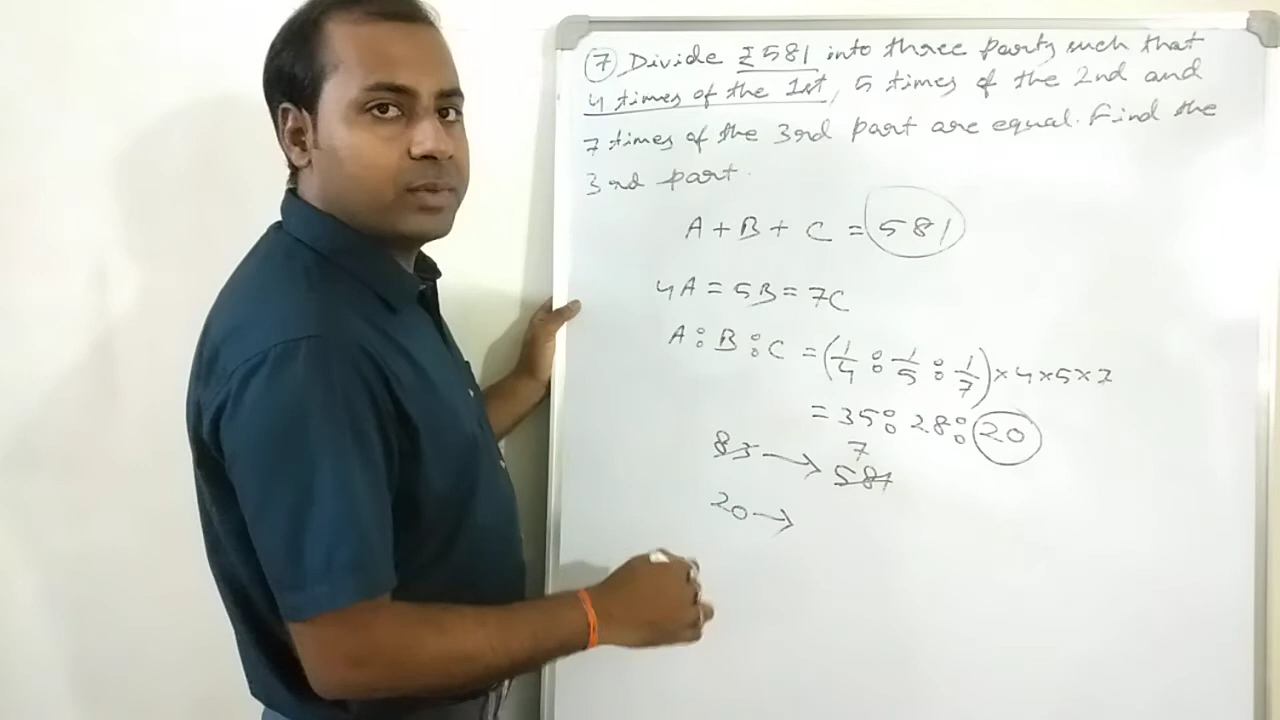 7 Divide ₹581 into three parts such that
4 times of the 1st, 5 times of the 2nd and
7 times of the 3rd part are equal. Find the
3rd part.
A + B + C = 581
4A = 5B = 7C
A : B : C = (1/4 : 1/5 : 1/7) × 4 × 5 × 7
= 35 : 28 : 20
7
83 → 581
20 →